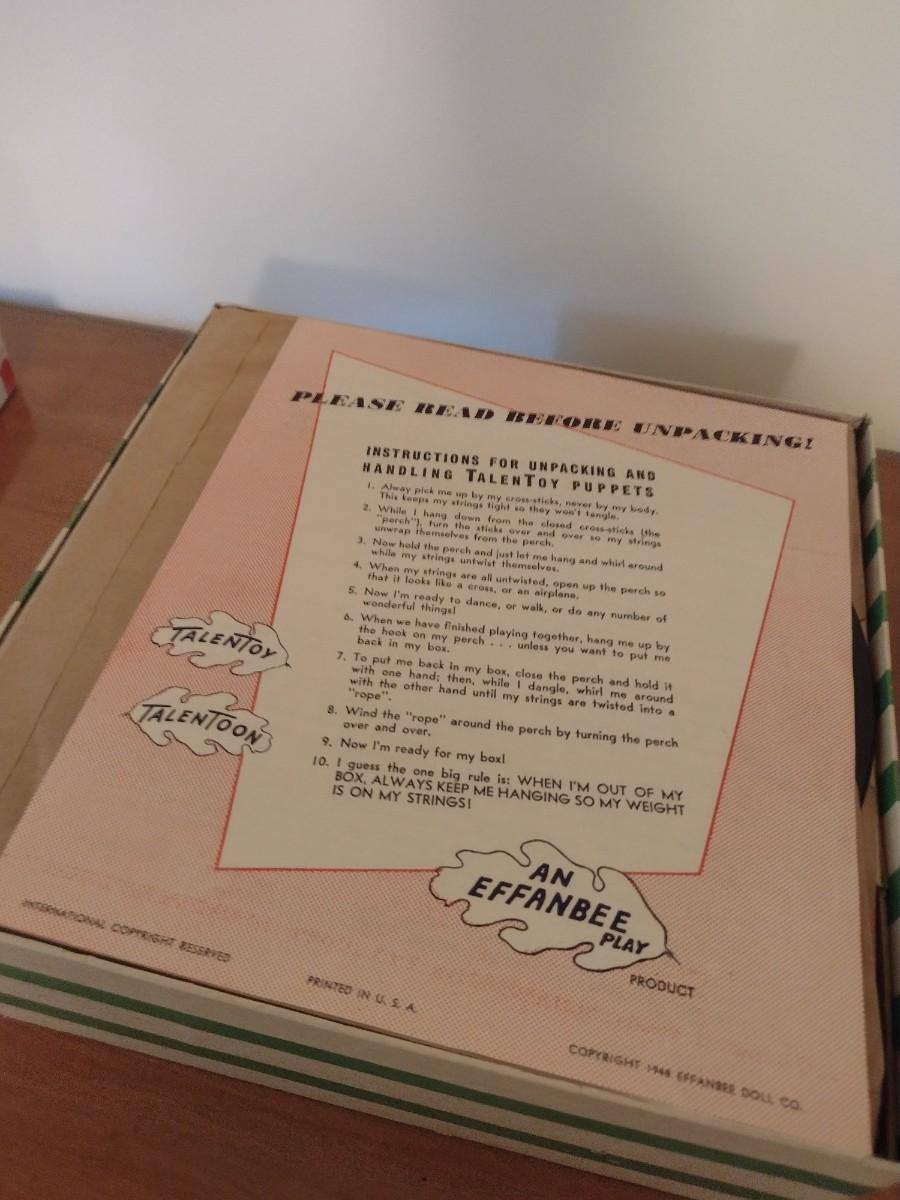 PLEASE READ BEFORE UNPACKING!
INSTRUCTIONS FOR UNPACKING AND
HANDLING TALENTOY PUPPETS
1. Alway pick me up by my cross-sticks, never by my body.
This keeps my strings tight so they won't tangle.
2. While I hang down from the closed cross-sticks (the
"perch"), turn the sticks over and over so my strings
unwrap themselves from the perch.
3. Now hold the perch and just let me hang and whirl around
while my strings untwist themselves.
4. When my strings are all untwisted, open up the perch so
that it looks like a cross, or an airplane.
5. Now I'm ready to dance, or walk, or do any number of
wonderful things!
6. When we have finished playing together, hang me up by
the hook on my perch . . . unless you want to put me
back in my box.
7. To put me back in my box, close the perch and hold it
with one hand; then, while I dangle, whirl me around
with the other hand until my strings are twisted into a
"rope".
8. Wind the "rope" around the perch by turning the perch
over and over.
9. Now I'm ready for my box!
10. I guess the one big rule is: WHEN I'M OUT OF MY
BOX, ALWAYS KEEP ME HANGING SO MY WEIGHT
IS ON MY STRINGS!
TALENTOY
TALENTOON
AN
EFFANBEE
PLAY
PRODUCT
INTERNATIONAL COPYRIGHT RESERVED
PRINTED IN U. S. A.
COPYRIGHT 1948 EFFANBEE DOLL CO.